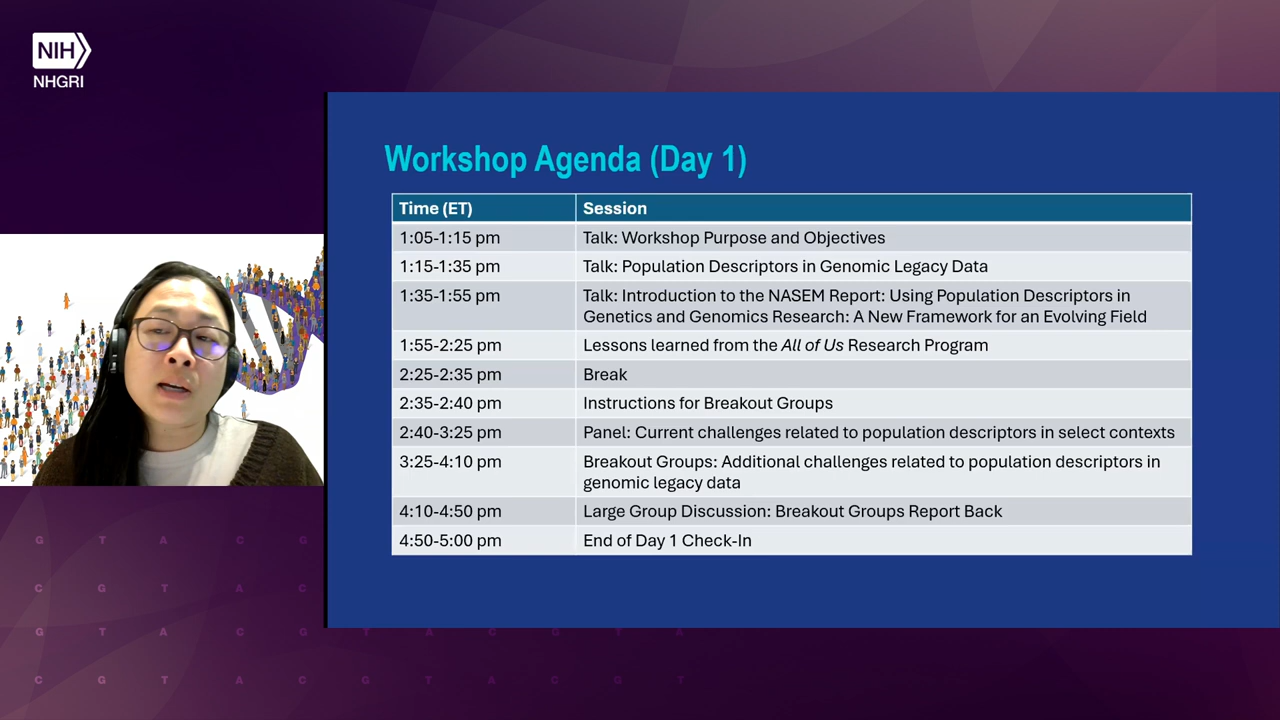 NIH
NHGRI
Workshop Agenda (Day 1)
Time (ET) Session
1:05-1:15 pm Talk: Workshop Purpose and Objectives
1:15-1:35 pm Talk: Population Descriptors in Genomic Legacy Data
1:35-1:55 pm Talk: Introduction to the NASEM Report: Using Population Descriptors in
Genetics and Genomics Research: A New Framework for an Evolving Field
1:55-2:25 pm Lessons learned from the All of Us Research Program
2:25-2:35 pm Break
2:35-2:40 pm Instructions for Breakout Groups
2:40-3:25 pm Panel: Current challenges related to population descriptors in select contexts
3:25-4:10 pm Breakout Groups: Additional challenges related to population descriptors in
genomic legacy data
4:10-4:50 pm Large Group Discussion: Breakout Groups Report Back
4:50-5:00 pm End of Day 1 Check-In
G T A C G
C G T A C
G T A C G T A C G T A
C G T A C G T A C G T